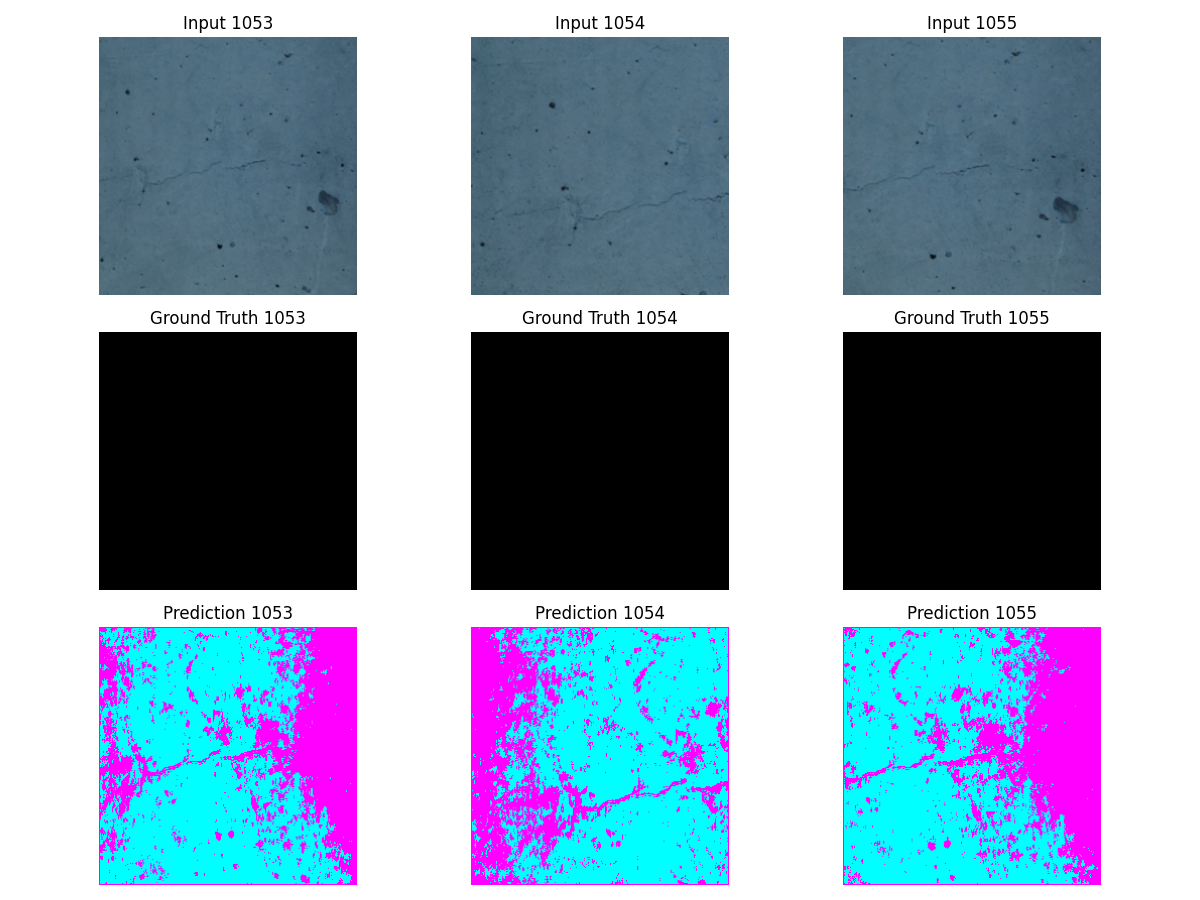 Input 1053
Input 1054
Input 1055
Ground Truth 1053
Ground Truth 1054
Ground Truth 1055
Prediction 1053
Prediction 1054
Prediction 1055